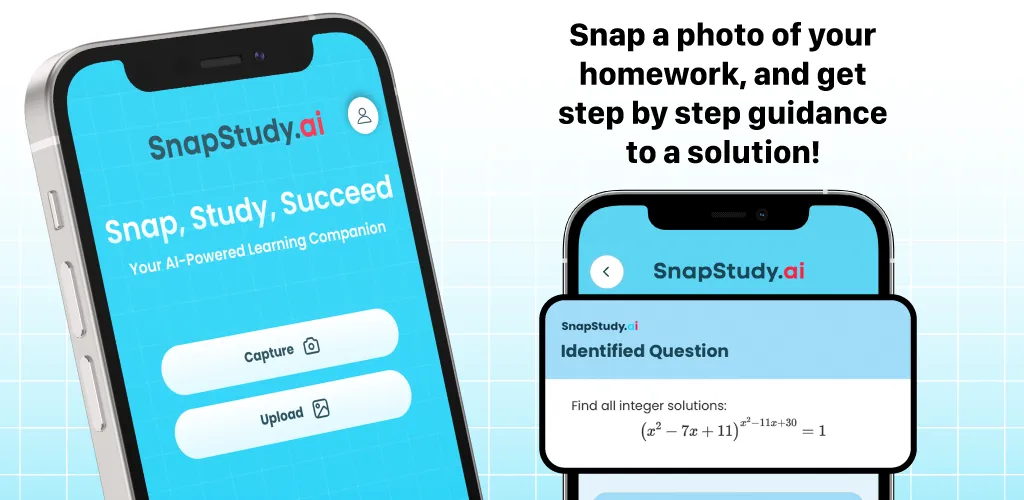 SnapStudy.ai
Snap, Study, Succeed
Your AI-Powered Learning Companion
Capture
Upload
Snap a photo of your
homework, and get
step by step guidance
to a solution!
SnapStudy.ai
SnapStudy.ai
Identified Question
Find all integer solutions:
(x² − 7x + 11)^(x²−11x+30) = 1